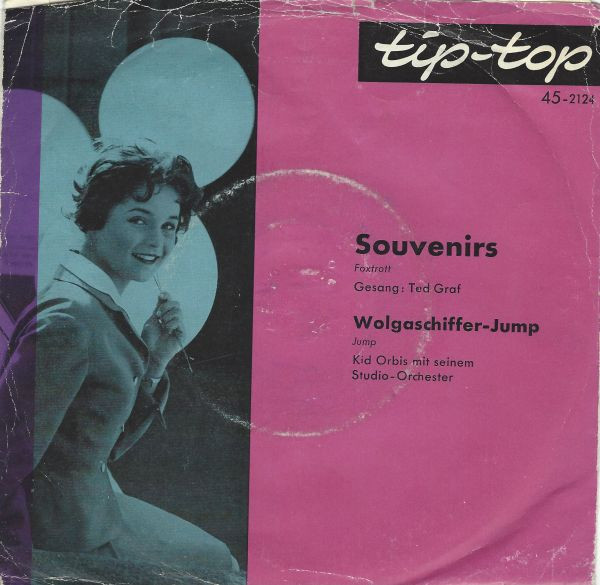 tip-top
45-2124
Souvenirs
Foxtrott
Gesang: Ted Graf
Wolgaschiffer-Jump
Jump
Kid Orbis mit seinem
Studio-Orchester